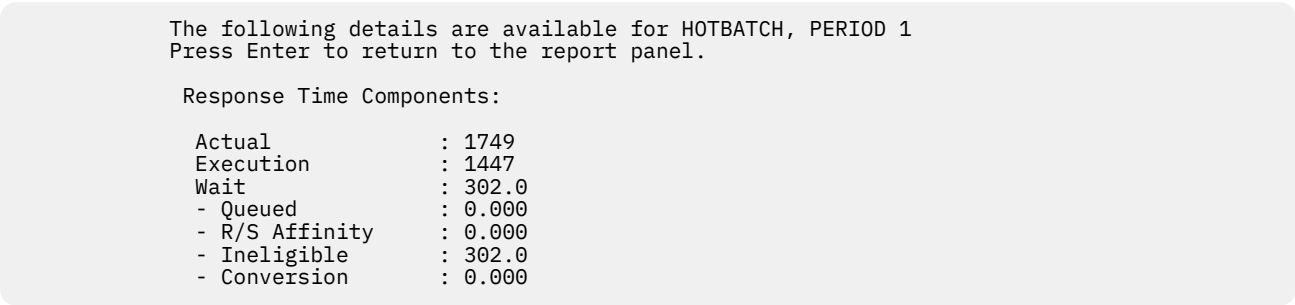 The following details are available for HOTBATCH, PERIOD 1
Press Enter to return to the report panel.
Response Time Components:
Actual : 1749
Execution : 1447
Wait : 302.0
- Queued : 0.000
- R/S Affinity : 0.000
- Ineligible : 302.0
- Conversion : 0.000